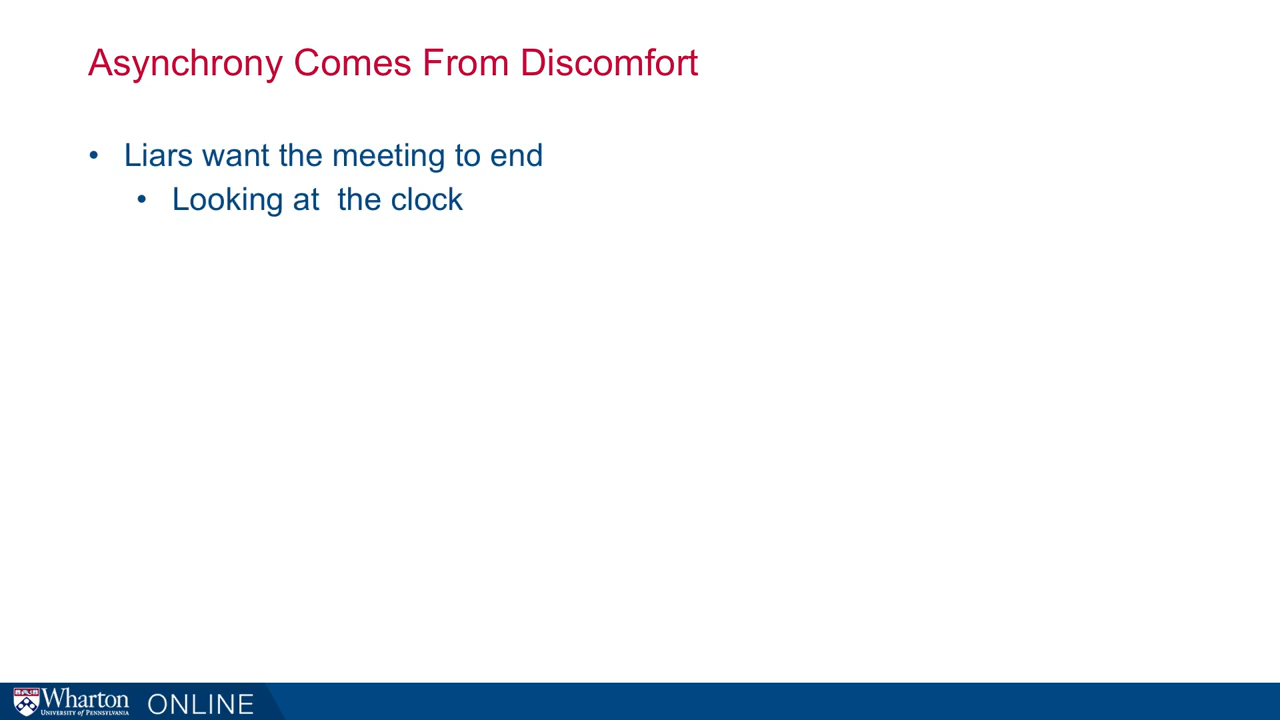 Asynchrony Comes From Discomfort
• Liars want the meeting to end
• Looking at  the clock
Wharton ONLINE
UNIVERSITY OF PENNSYLVANIA